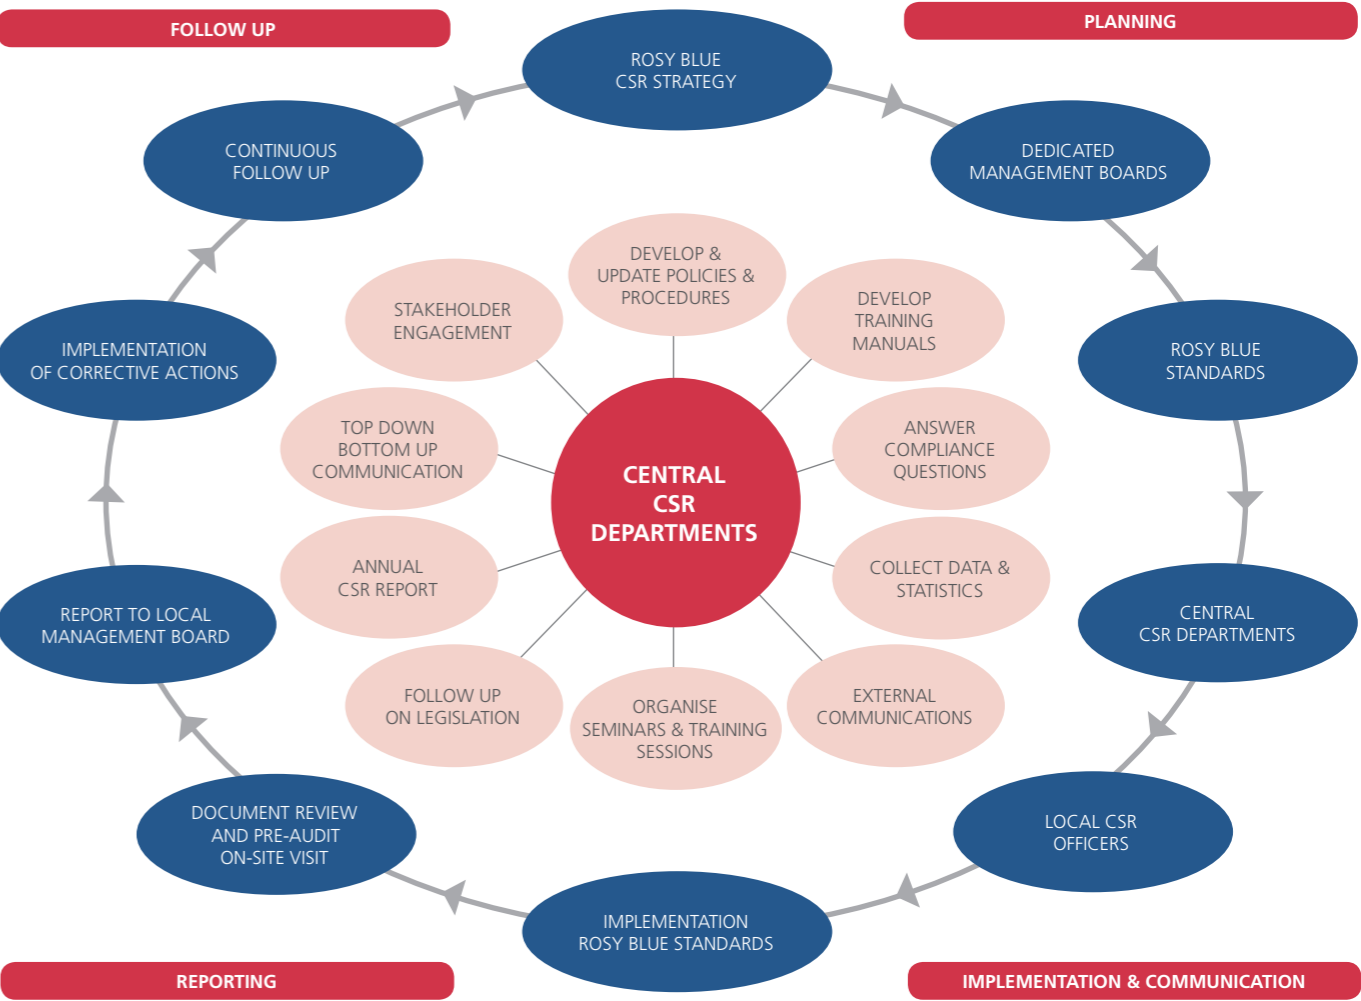 FOLLOW UP
PLANNING
ROSY BLUE
CSR STRATEGY
CONTINUOUS
FOLLOW UP
DEDICATED
MANAGEMENT BOARDS
DEVELOP &
UPDATE POLICIES &
PROCEDURES
STAKEHOLDER
ENGAGEMENT
DEVELOP
TRAINING
MANUALS
IMPLEMENTATION
OF CORRECTIVE ACTIONS
ROSY BLUE
STANDARDS
TOP DOWN
BOTTOM UP
COMMUNICATION
ANSWER
COMPLIANCE
QUESTIONS
CENTRAL
CSR
DEPARTMENTS
ANNUAL
CSR REPORT
COLLECT DATA &
STATISTICS
REPORT TO LOCAL
MANAGEMENT BOARD
CENTRAL
CSR DEPARTMENTS
FOLLOW UP
ON LEGISLATION
ORGANISE
SEMINARS & TRAINING
SESSIONS
EXTERNAL
COMMUNICATIONS
DOCUMENT REVIEW
AND PRE-AUDIT
ON-SITE VISIT
LOCAL CSR
OFFICERS
IMPLEMENTATION
ROSY BLUE STANDARDS
REPORTING
IMPLEMENTATION & COMMUNICATION